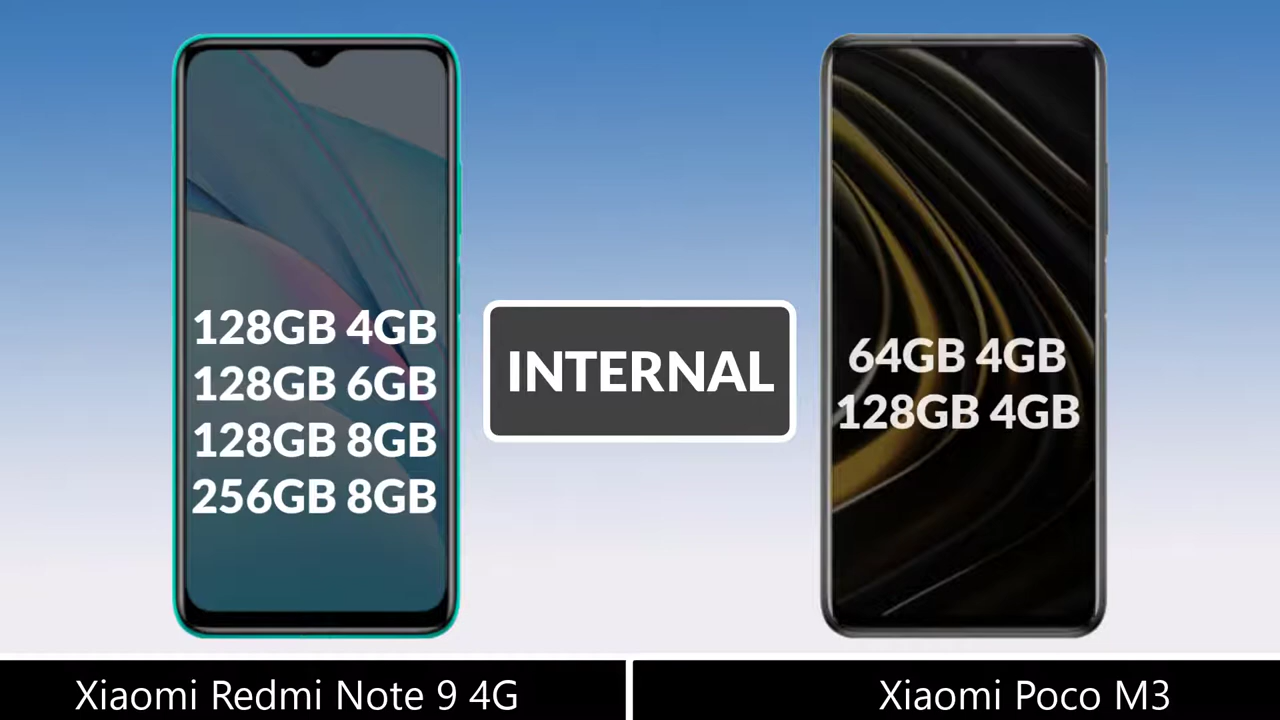 128GB 4GB
128GB 6GB
128GB 8GB
256GB 8GB
INTERNAL
64GB 4GB
128GB 4GB
Xiaomi Redmi Note 9 4G
Xiaomi Poco M3